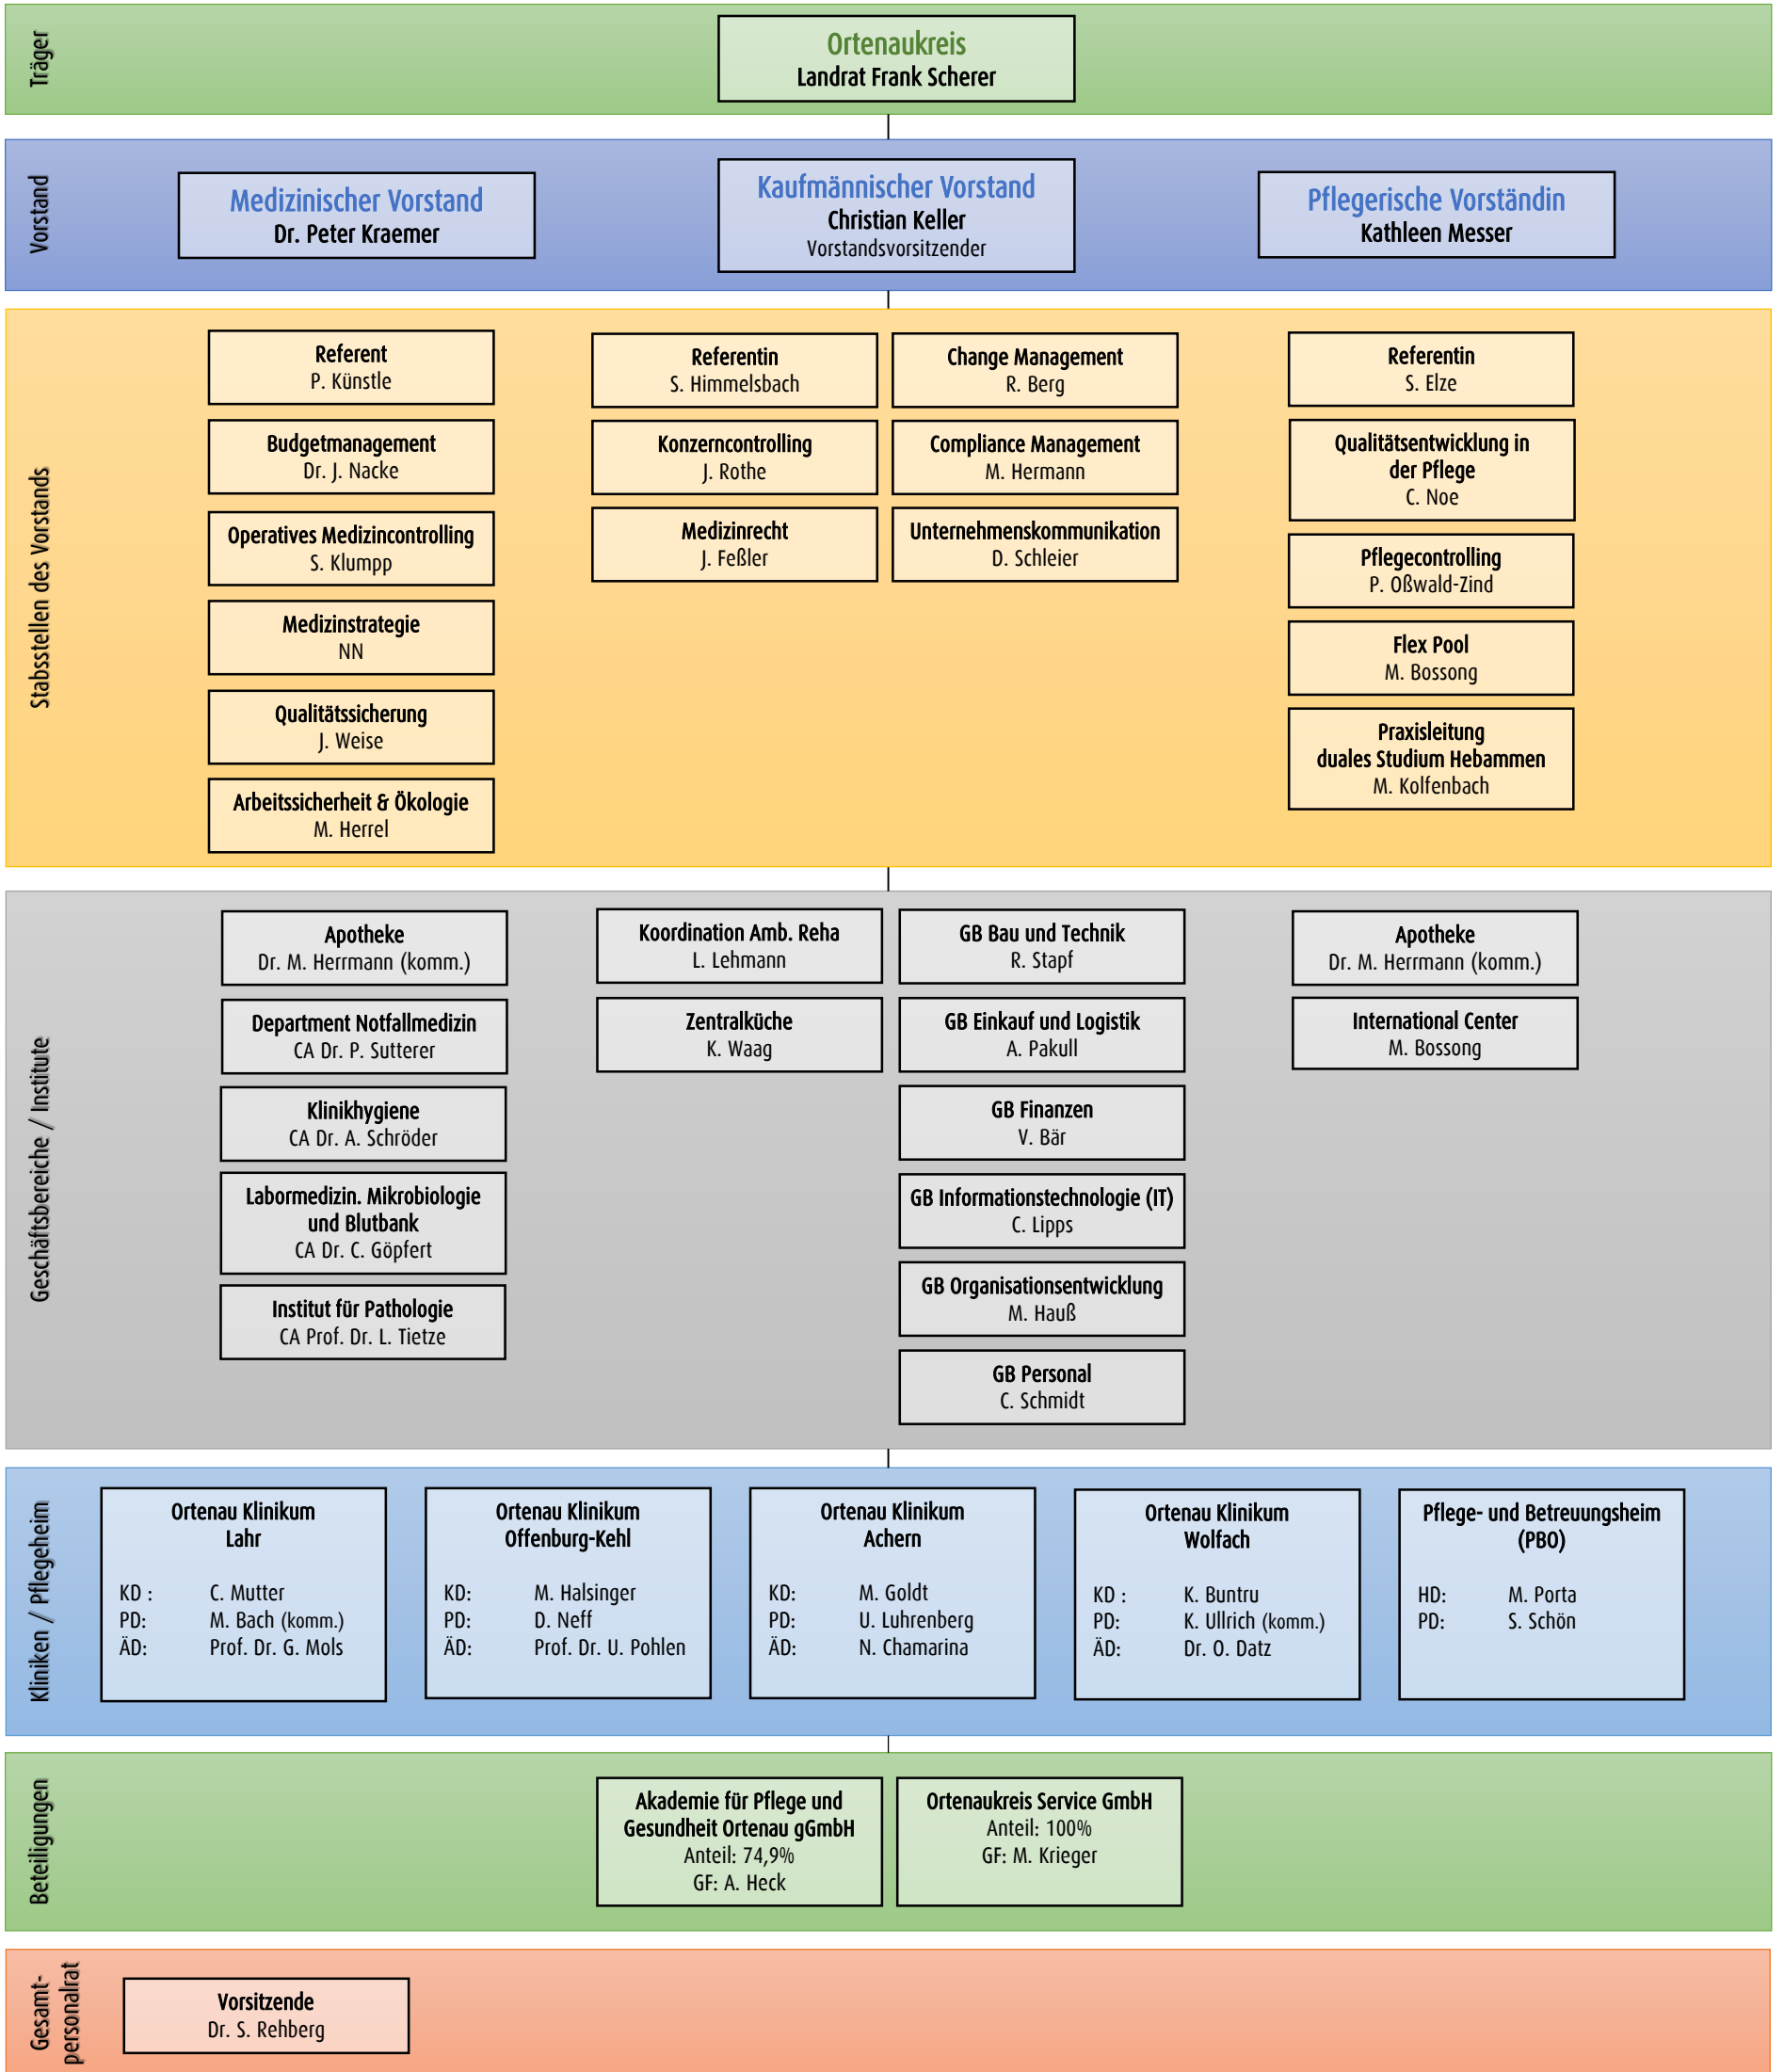 Träger
Ortenaukreis
Landrat Frank Scherer
Vorstand
Medizinischer Vorstand
Dr. Peter Kraemer
Kaufmännischer Vorstand
Christian Keller
Vorstandsvorsitzender
Pflegerische Vorständin
Kathleen Messer
Stabsstellen des Vorstands
Referent
P. Künstle
Budgetmanagement
Dr. J. Nacke
Operatives Medizincontrolling
S. Klumpp
Medizinstrategie
NN
Qualitätssicherung
J. Weise
Arbeitssicherheit & Ökologie
M. Herrel
Referentin
S. Himmelsbach
Konzerncontrolling
J. Rothe
Medizinrecht
J. Feßler
Change Management
R. Berg
Compliance Management
M. Hermann
Unternehmenskommunikation
D. Schleier
Referentin
S. Elze
Qualitätsentwicklung in
der Pflege
C. Noe
Pflegecontrolling
P. Oßwald-Zind
Flex Pool
M. Bossong
Praxisleitung
duales Studium Hebammen
M. Kolfenbach
Geschäftsbereiche / Institute
Apotheke
Dr. M. Herrmann (komm.)
Department Notfallmedizin
CA Dr. P. Sutterer
Klinikhygiene
CA Dr. A. Schröder
Labormedizin. Mikrobiologie
und Blutbank
CA Dr. C. Göpfert
Institut für Pathologie
CA Prof. Dr. L. Tietze
Koordination Amb. Reha
L. Lehmann
Zentralküche
K. Waag
GB Bau und Technik
R. Stapf
GB Einkauf und Logistik
A. Pakull
GB Finanzen
V. Bär
GB Informationstechnologie (IT)
C. Lipps
GB Organisationsentwicklung
M. Hauß
GB Personal
C. Schmidt
Apotheke
Dr. M. Herrmann (komm.)
International Center
M. Bossong
Kliniken / Pflegeheim
Ortenau Klinikum
Lahr
KD : C. Mutter
PD: M. Bach (komm.)
ÄD: Prof. Dr. G. Mols
Ortenau Klinikum
Offenburg-Kehl
KD: M. Halsinger
PD: D. Neff
ÄD: Prof. Dr. U. Pohlen
Ortenau Klinikum
Achern
KD: M. Goldt
PD: U. Luhrenberg
ÄD: N. Chamarina
Ortenau Klinikum
Wolfach
KD : K. Buntru
PD: K. Ullrich (komm.)
ÄD: Dr. O. Datz
Pflege- und Betreuungsheim
(PBO)
HD: M. Porta
PD: S. Schön
Beteiligungen
Akademie für Pflege und
Gesundheit Ortenau gGmbH
Anteil: 74,9%
GF: A. Heck
Ortenaukreis Service GmbH
Anteil: 100%
GF: M. Krieger
Gesamt-
personalrat
Vorsitzende
Dr. S. Rehberg